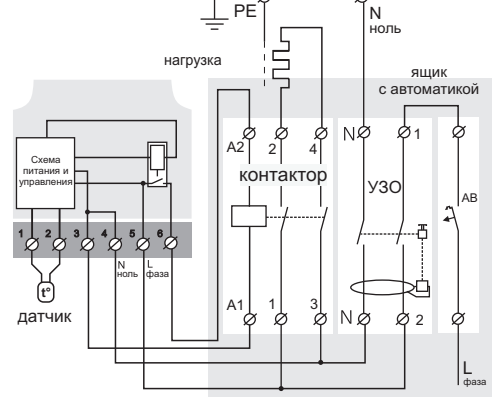 PE
N
ноль
нагрузка
ящик
с автоматикой
A2
2
4
N
1
Схема
питания и
управления
контактор
УЗО
АВ
1
2
3
4
5
6
N
ноль
L
фаза
t°
датчик
A1
1
3
N
2
L
фаза